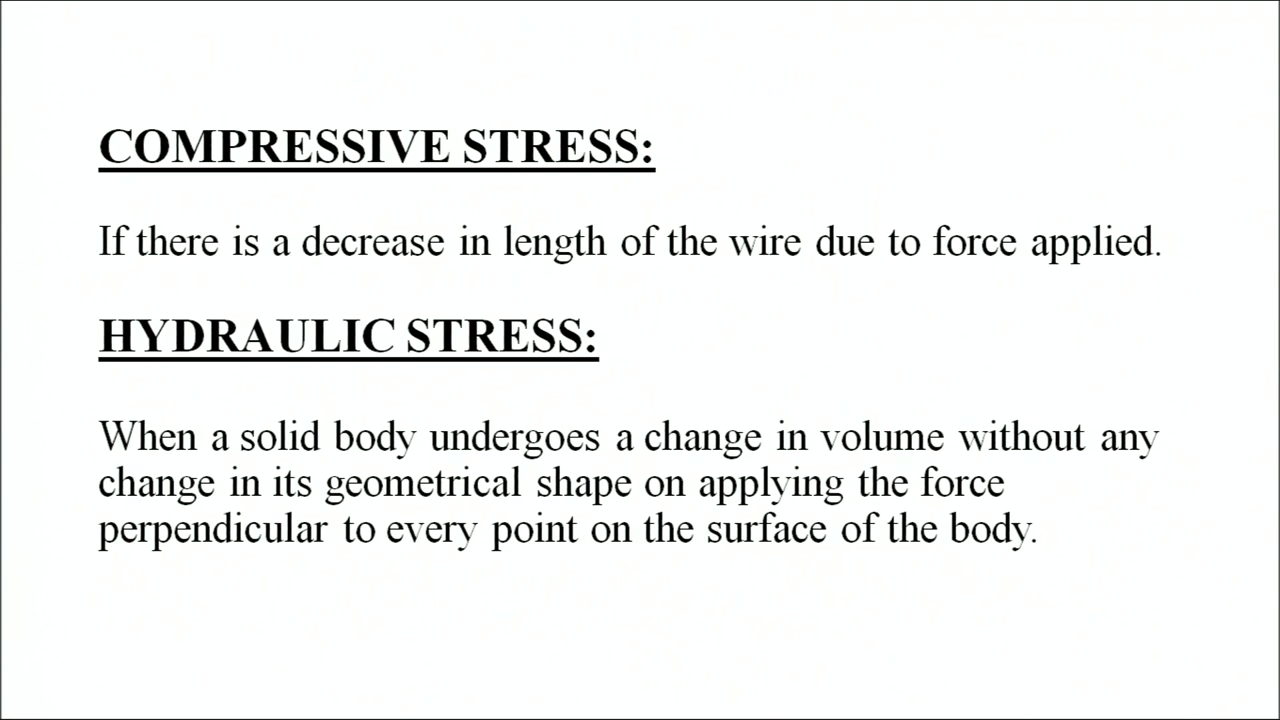 COMPRESSIVE STRESS:
If there is a decrease in length of the wire due to force applied.
HYDRAULIC STRESS:
When a solid body undergoes a change in volume without any
change in its geometrical shape on applying the force
perpendicular to every point on the surface of the body.